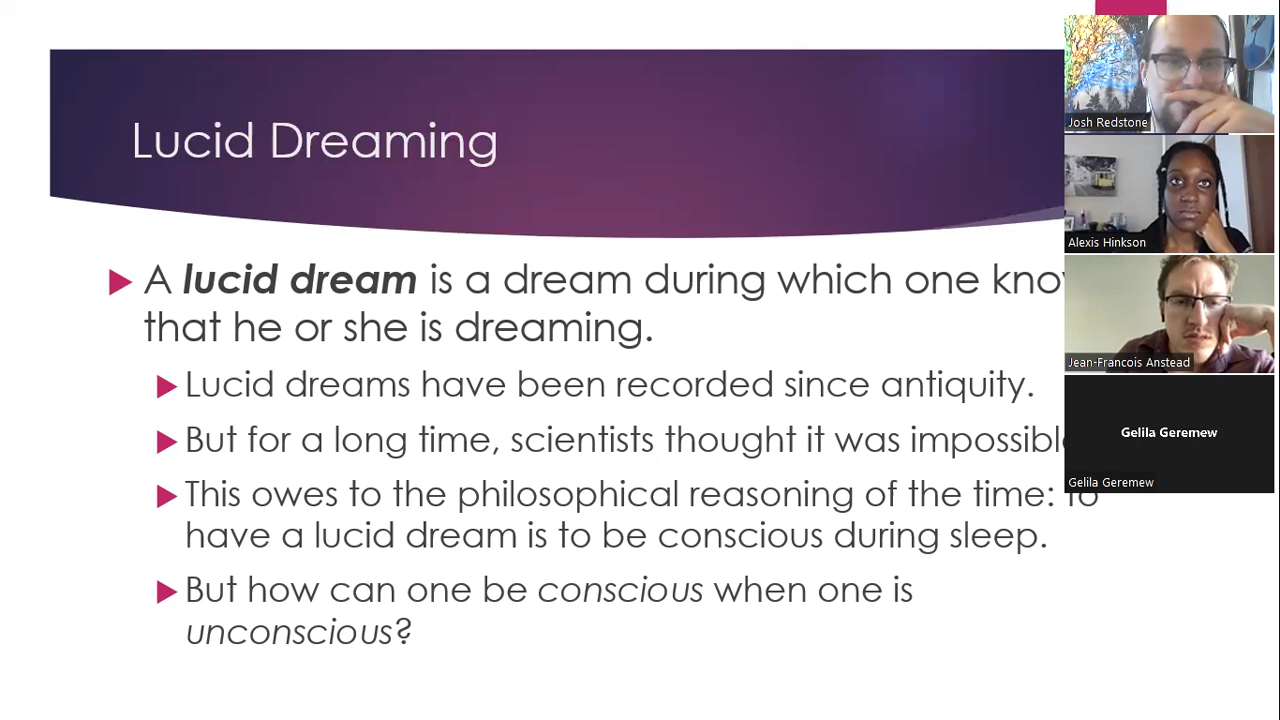 Lucid Dreaming
A lucid dream is a dream during which one kno
that he or she is dreaming.
Lucid dreams have been recorded since antiquity.
But for a long time, scientists thought it was impossibl
This owes to the philosophical reasoning of the time: To
have a lucid dream is to be conscious during sleep.
But how can one be conscious when one is
unconscious?
Josh Redstone
Alexis Hinkson
Jean-Francois Anstead
Gelila Geremew
Gelila Geremew